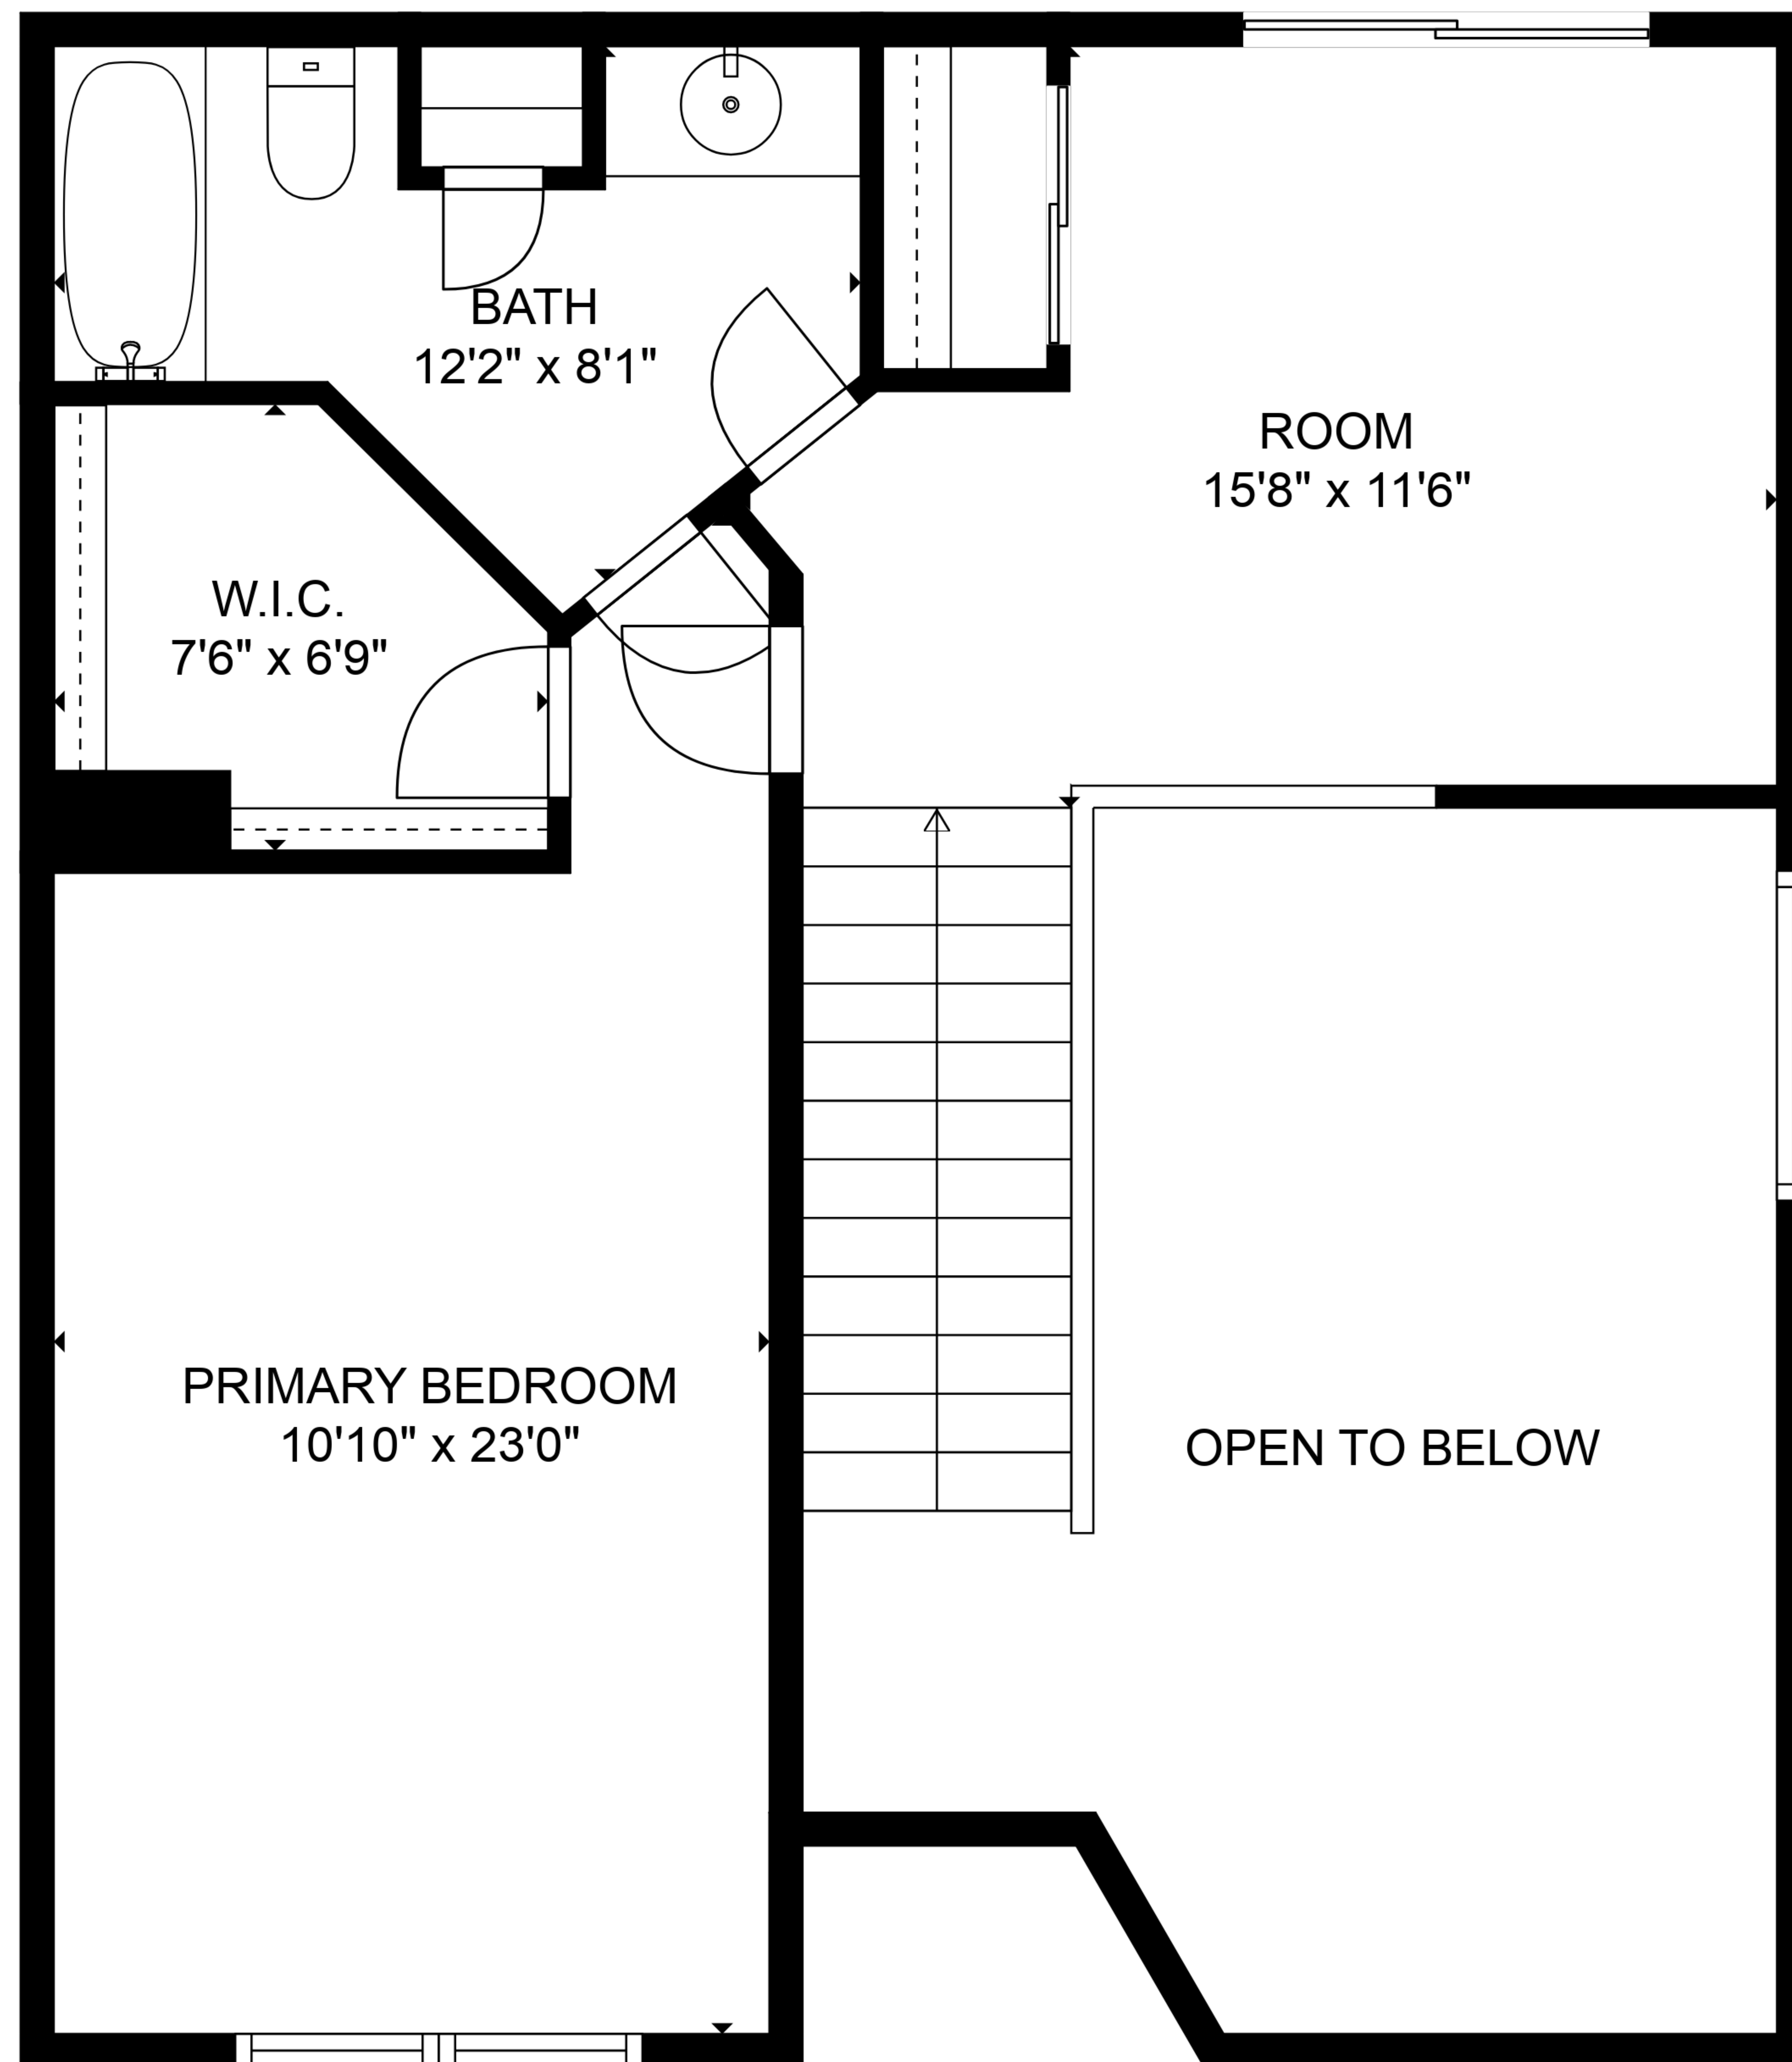 BATH
12'2" x 8'1"
ROOM
15'8" x 11'6"
W.I.C.
7'6" x 6'9"
PRIMARY BEDROOM
10'10" x 23'0"
OPEN TO BELOW